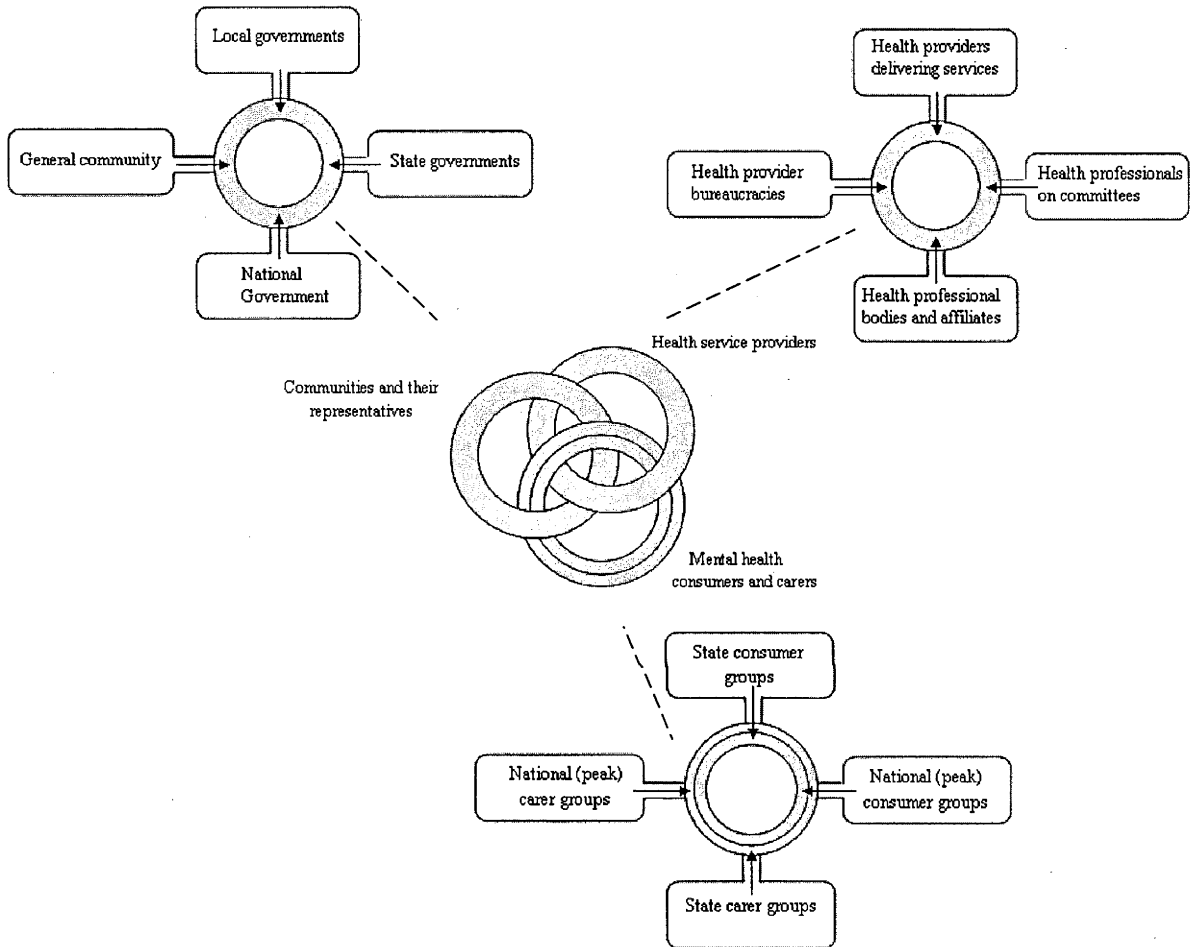 Local governments
General community
State governments
National
Government
Health providers
delivering services
Health provider
bureaucracies
Health professionals
on committees
Health professional
bodies and affiliates
Health service providers
Communities and their
representatives
Mental health
consumers and carers
State consumer
groups
National (peak)
carer groups
National (peak)
consumer groups
State carer groups